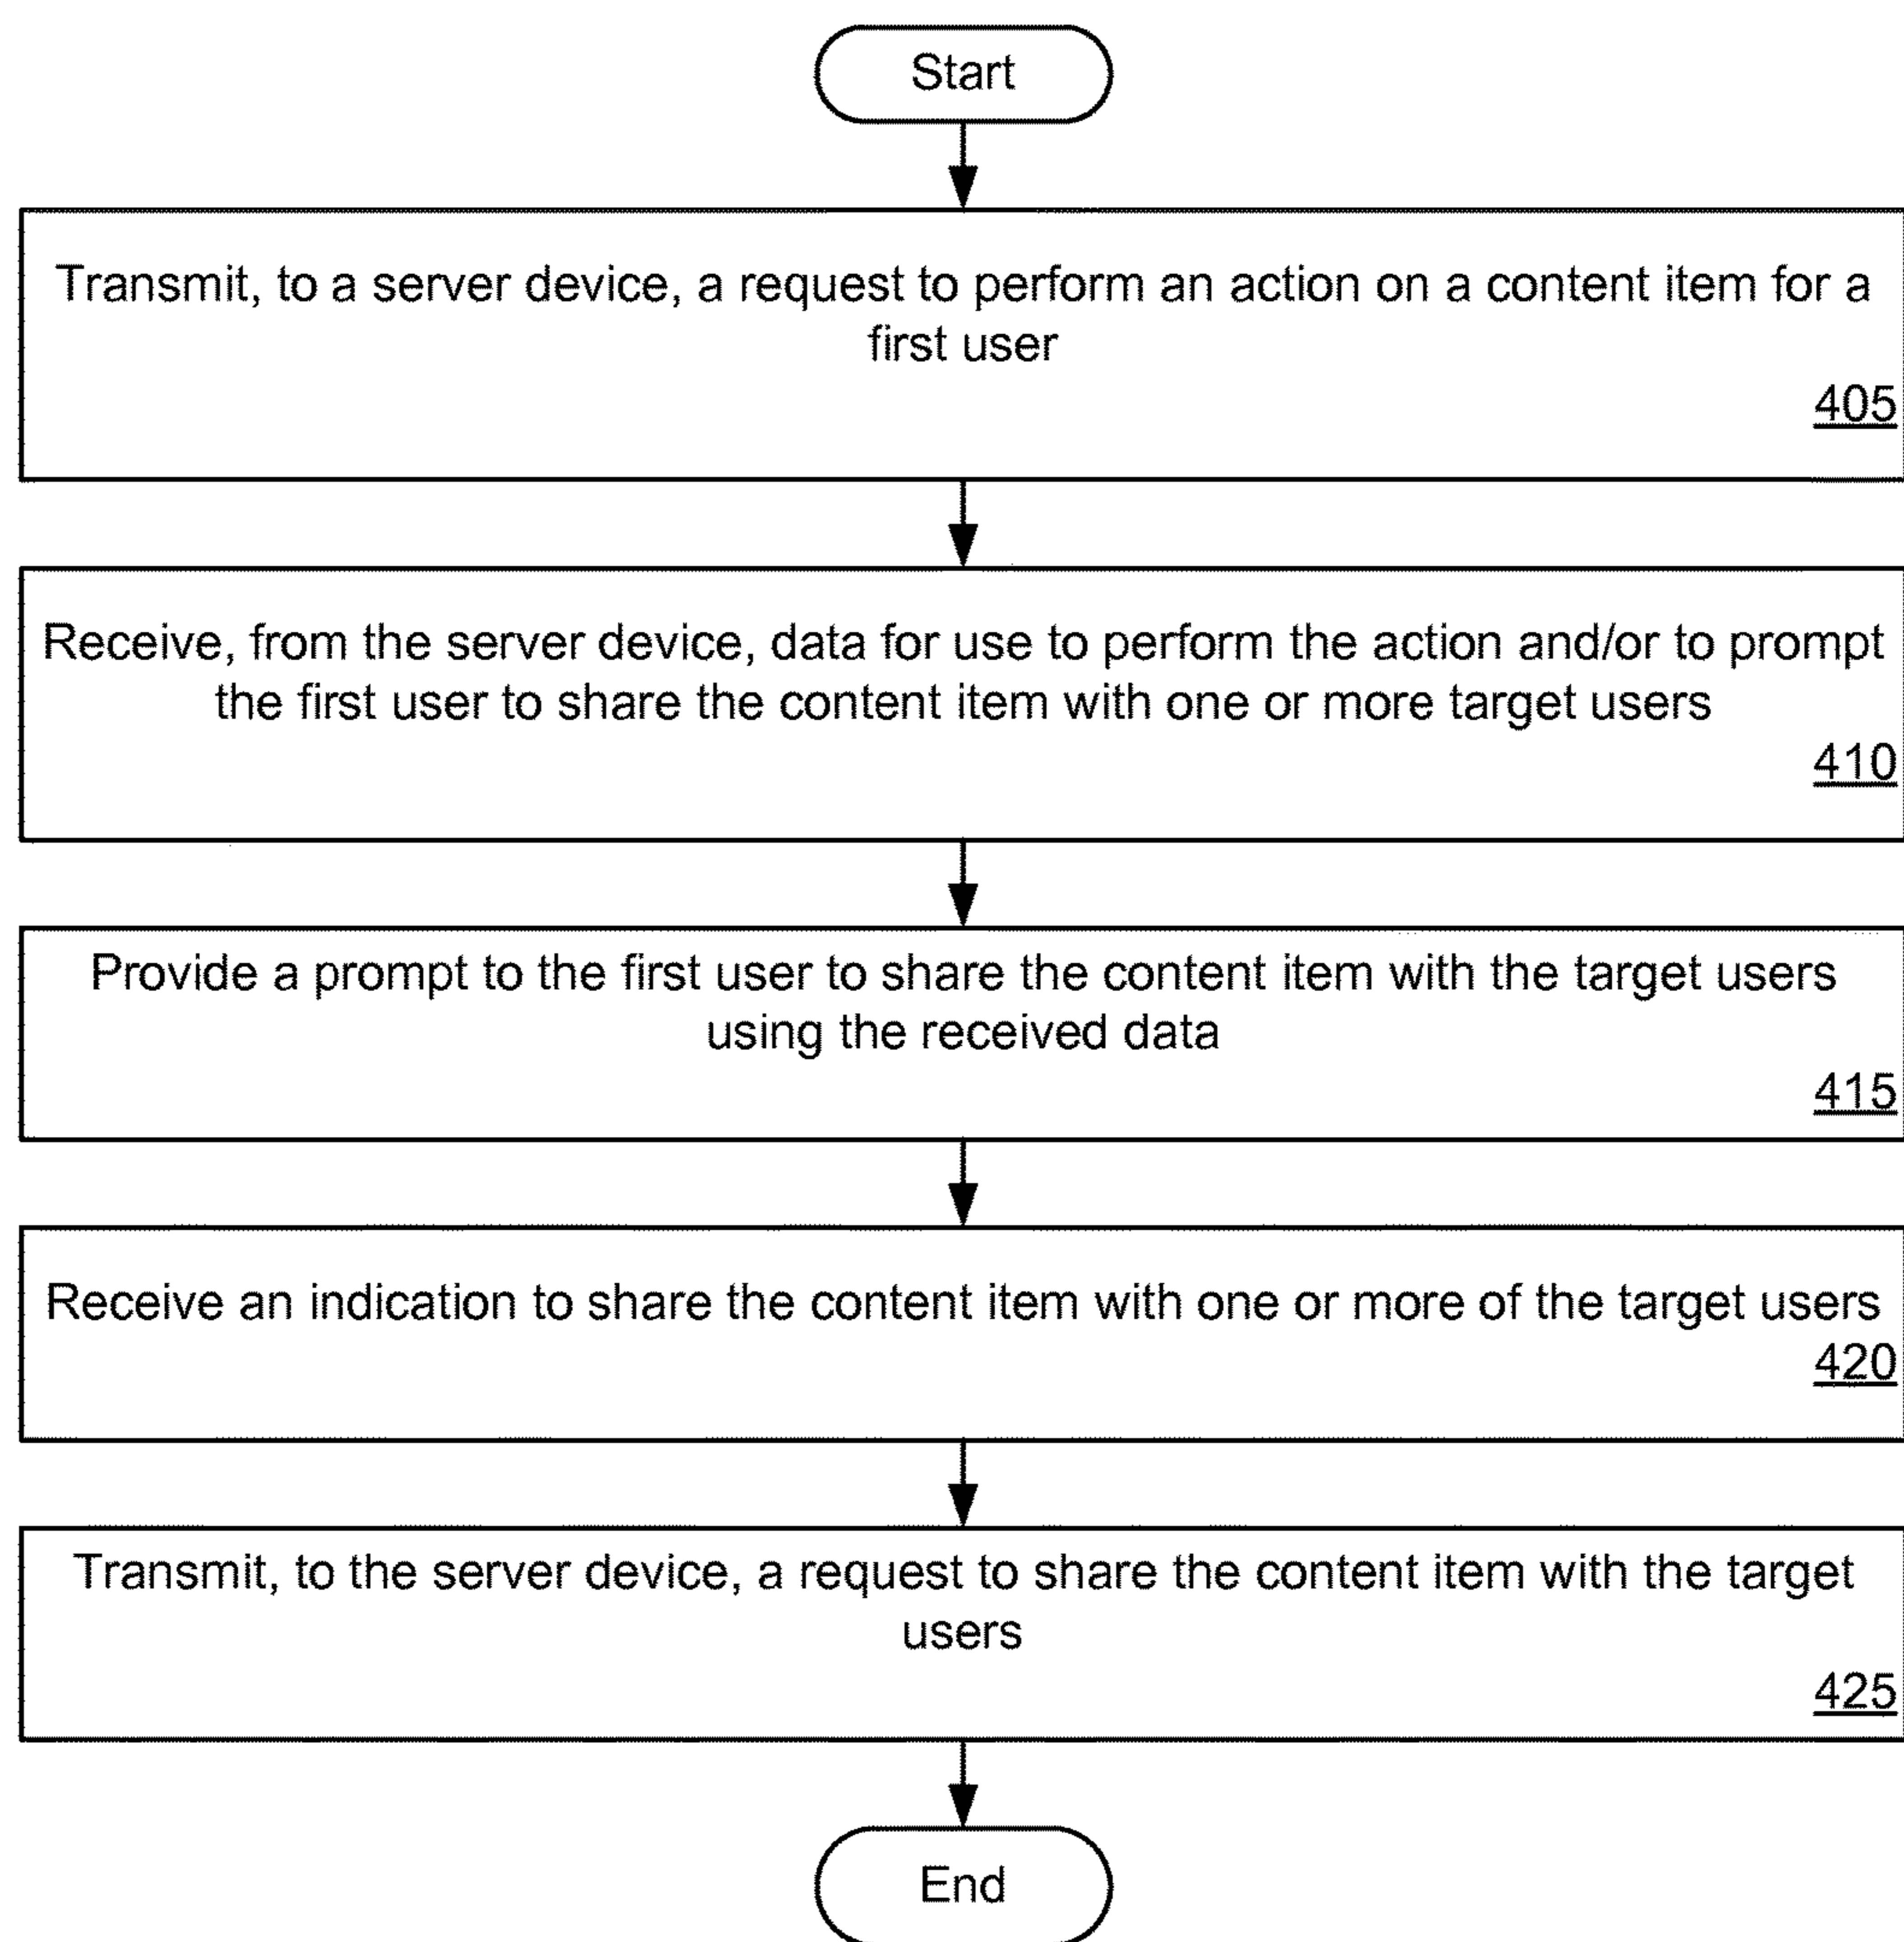 Start
Transmit, to a server device, a request to perform an action on a content item for a
first user
405
Receive, from the server device, data for use to perform the action and/or to prompt
the first user to share the content item with one or more target users
410
Provide a prompt to the first user to share the content item with the target users
using the received data
415
Receive an indication to share the content item with one or more of the target users
420
Transmit, to the server device, a request to share the content item with the target
users
425
End